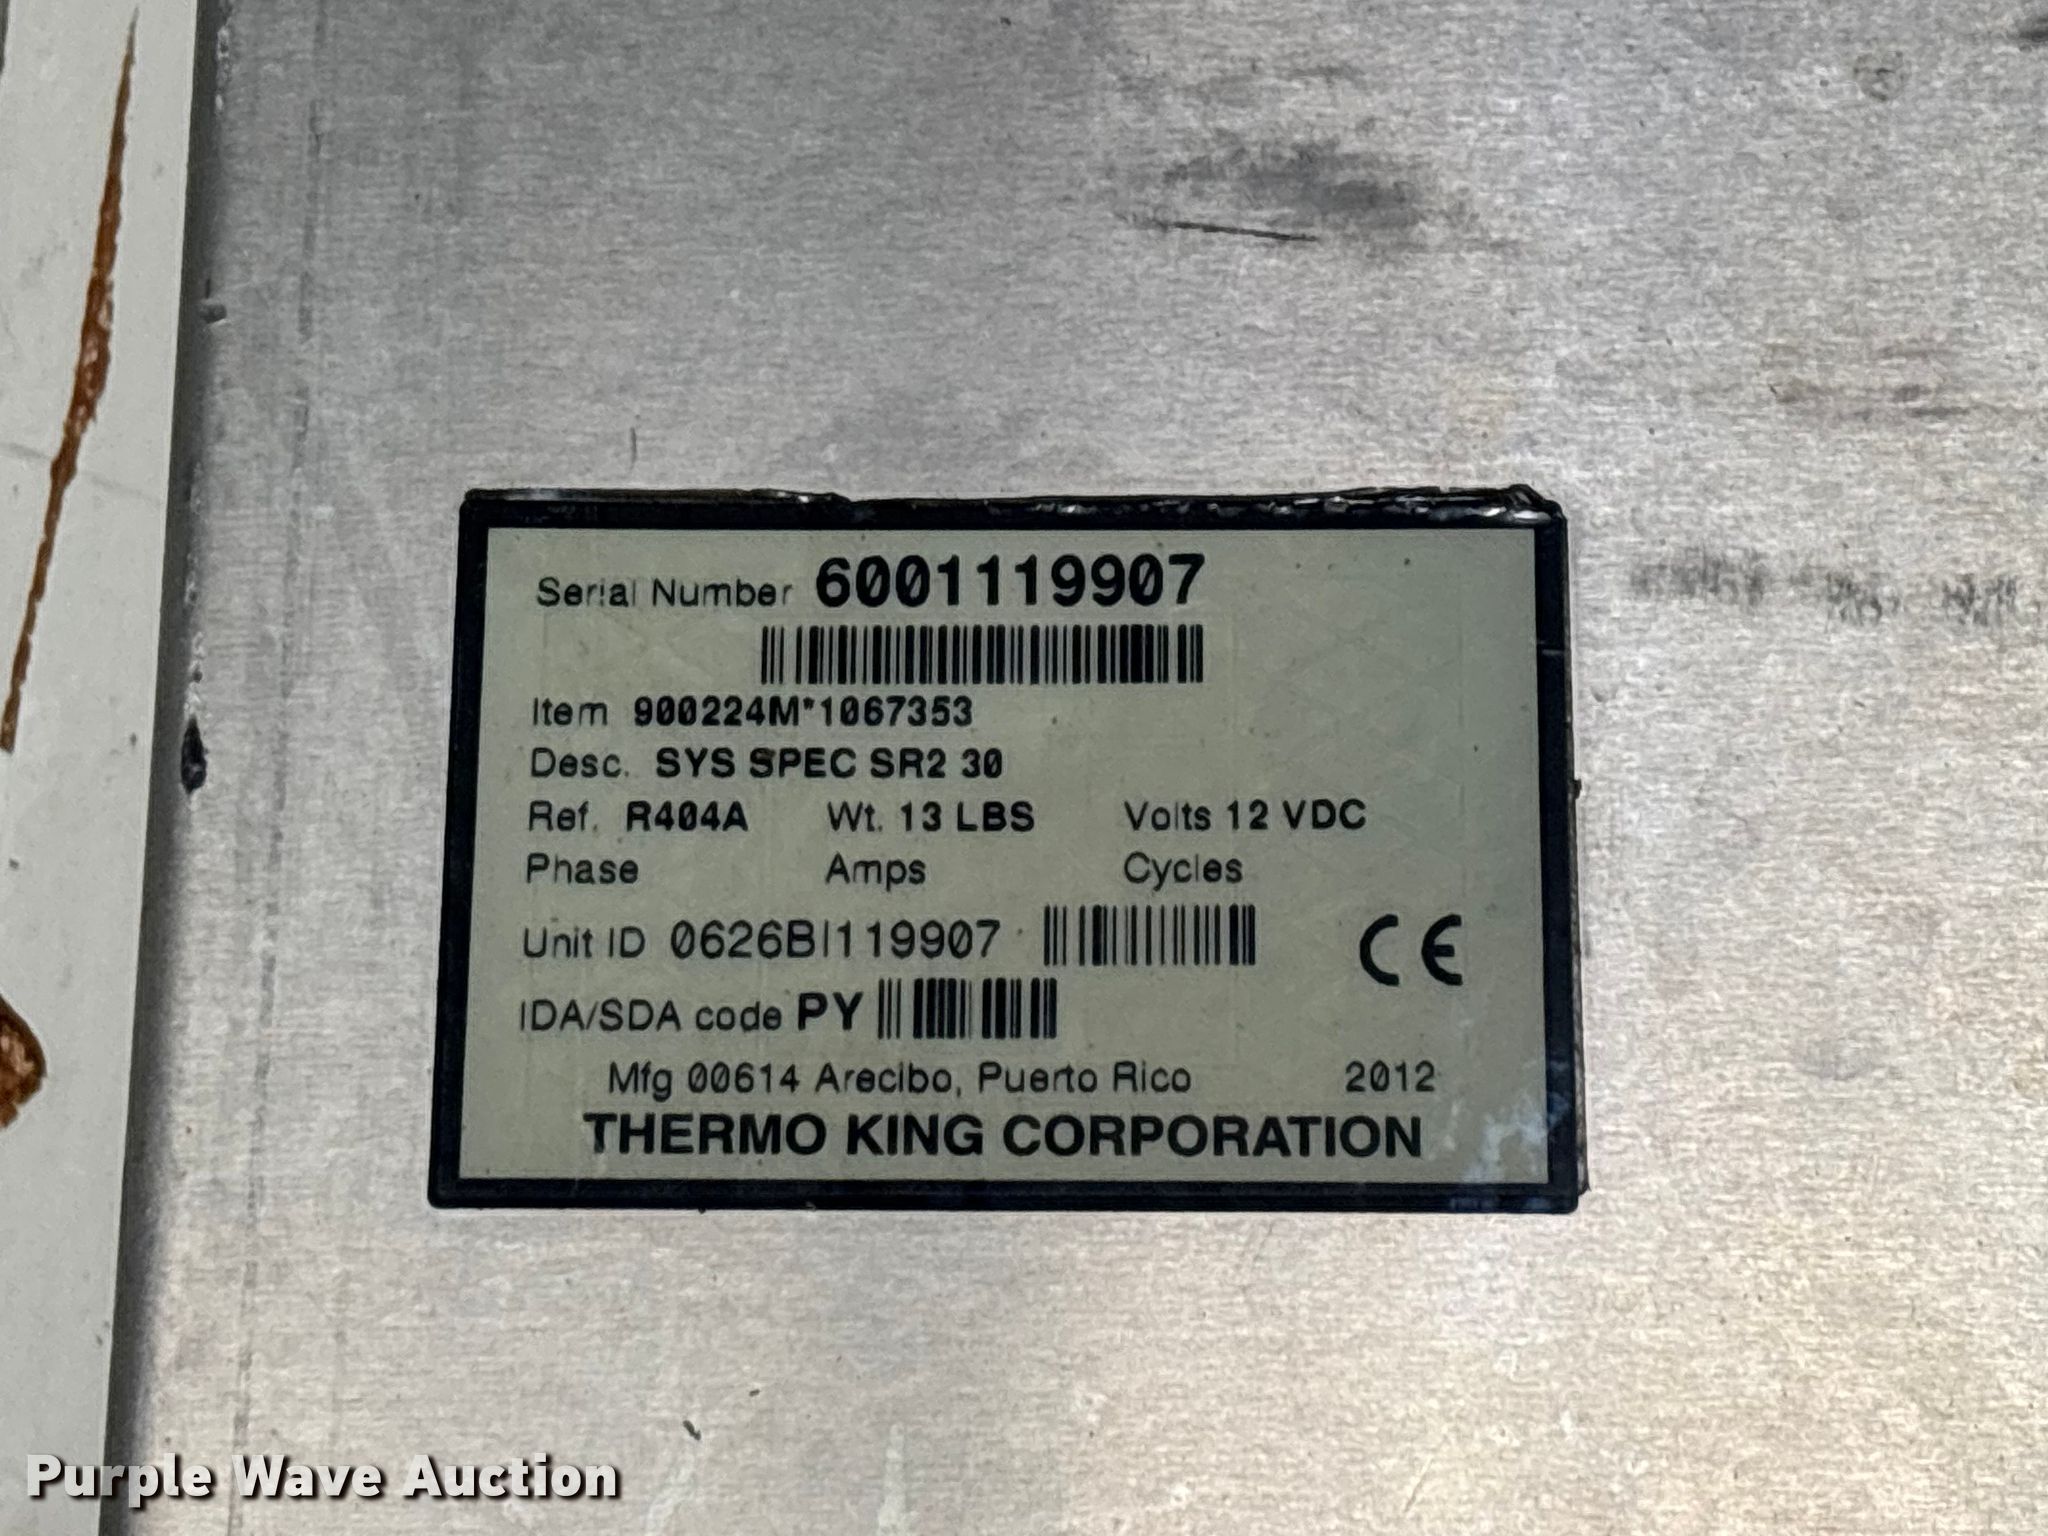 Serial Number 6001119907
Item 900224M*1067353
Desc. SYS SPEC SR2 30
Ref. R404A Wt. 13 LBS Volts 12 VDC
Phase Amps Cycles
Unit ID 0626BI119907
CE
IDA/SDA code PY
Mfg 00614 Arecibo, Puerto Rico 2012
THERMO KING CORPORATION
Purple Wave Auction